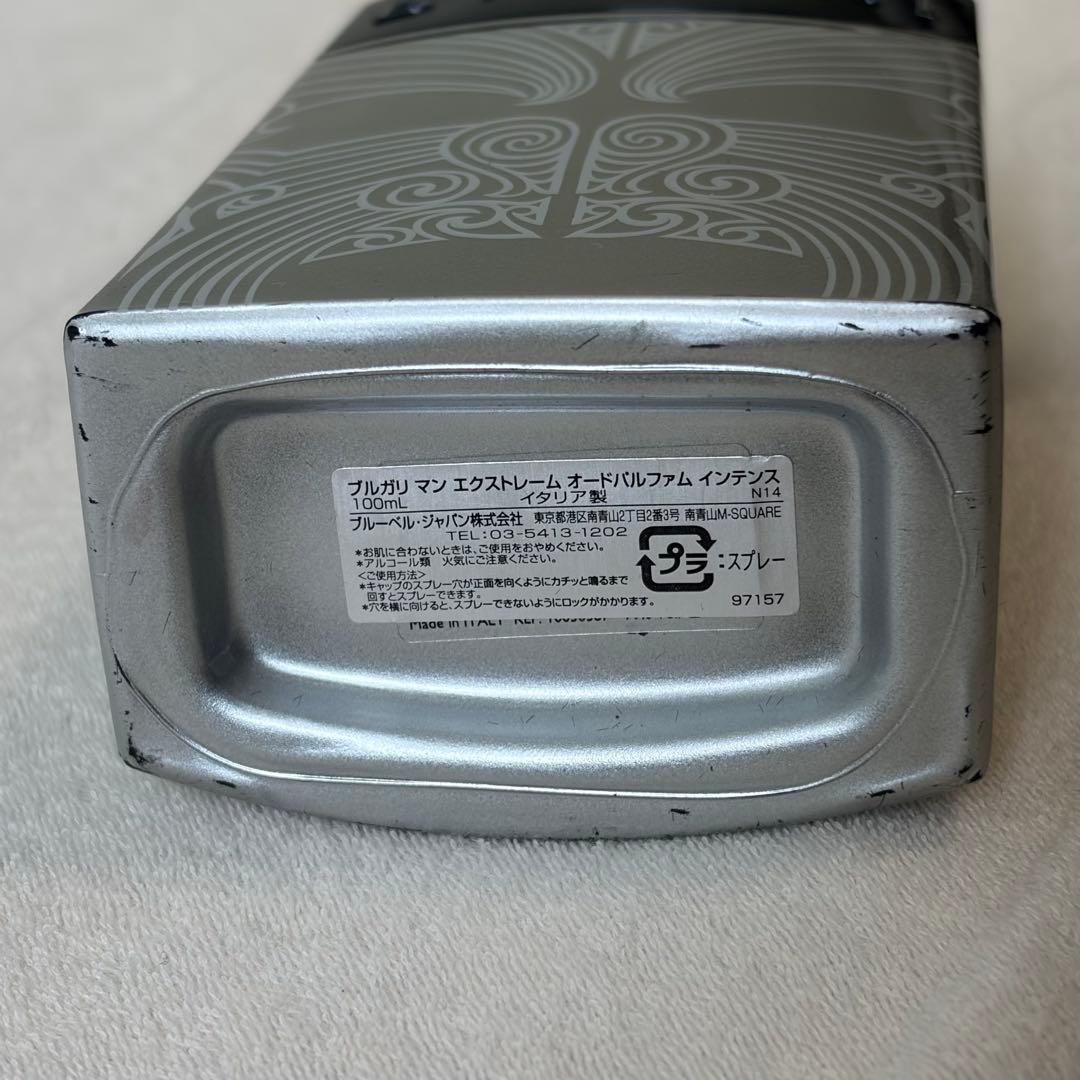 ブルガリ マン エクストレーム オードパルファム インテンス
100mL イタリア製 N14
ブルーベル・ジャパン株式会社 東京都港区南青山2丁目2番3号 南青山M-SQUARE
TEL:03-5413-1202
*お肌に合わないときは、ご使用をおやめください。
*アルコール類 火気にご注意ください。
<ご使用方法>
*キャップのスプレー穴が正面を向くようにカチッと鳴るまで
回すとスプレーできます。
*穴を横に向けると、スプレーできないようにロックがかかります。
プラ :スプレー
97157
Made in ITALY